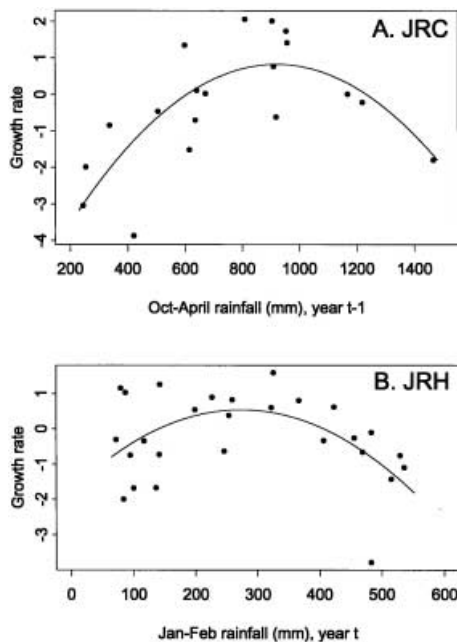 A. JRC
2
1
0
-1
-2
-3
-4
Growth rate
200 400 600 800 1000 1200 1400
Oct-April rainfall (mm), year t-1
B. JRH
1
0
-1
-2
-3
Growth rate
0 100 200 300 400 500 600
Jan-Feb rainfall (mm), year t